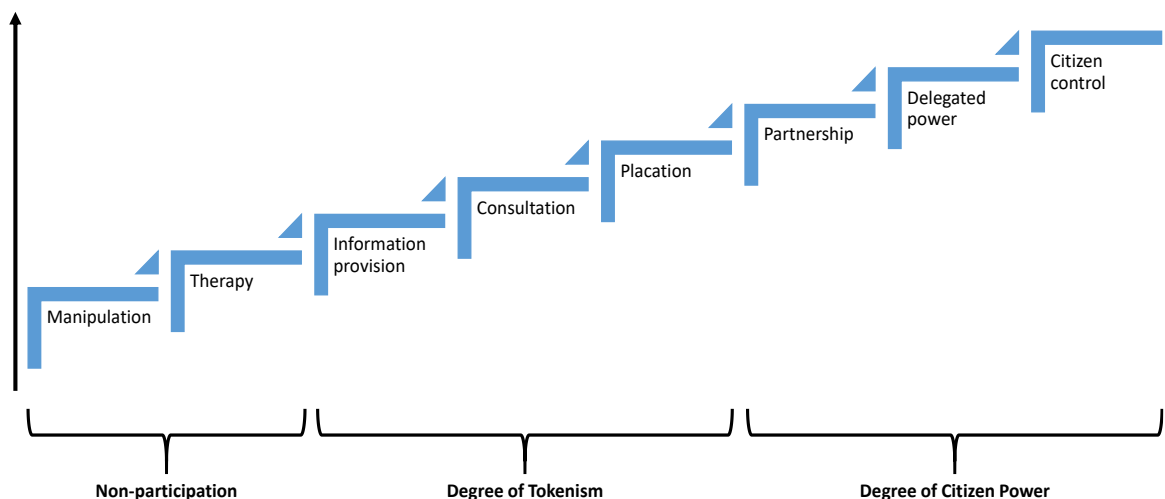 Manipulation
Therapy
Information
provision
Consultation
Placation
Partnership
Delegated
power
Citizen
control
Non-participation
Degree of Tokenism
Degree of Citizen Power